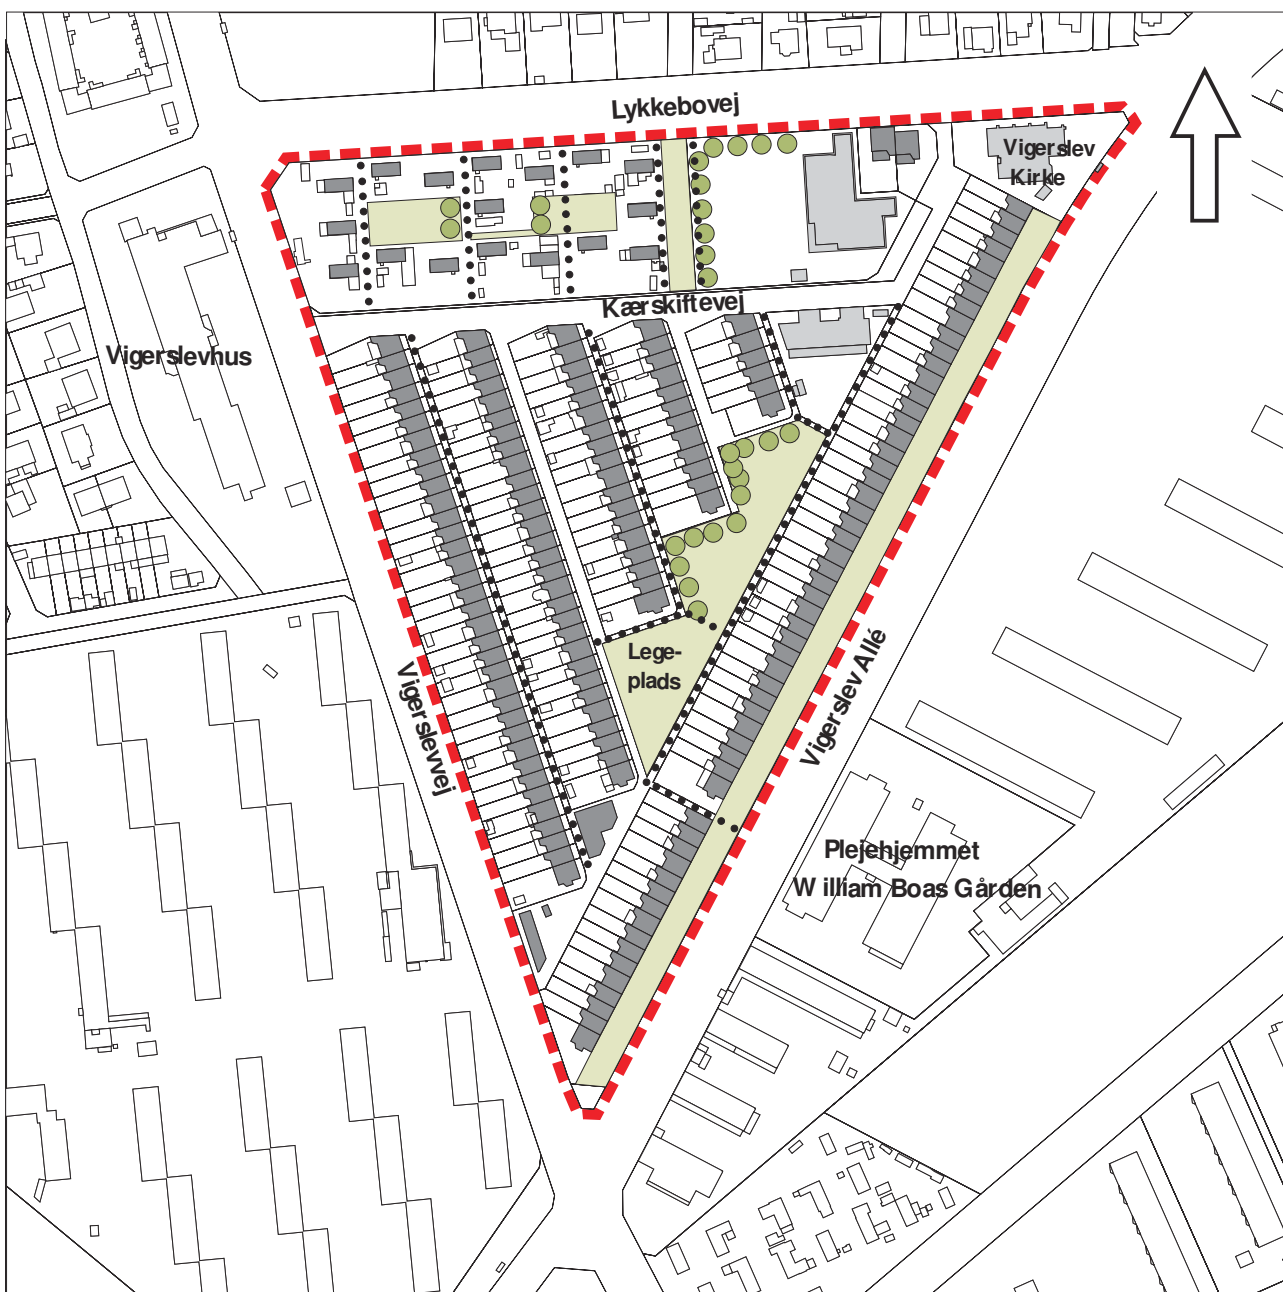 Lykkebovej
Vigerslev
Kirke
Kærskiftevej
Vigerslevhus
Lege-
plads
Vigerslevvej
Vigerslev Allé
Plejehjemmet
William Boas Gården